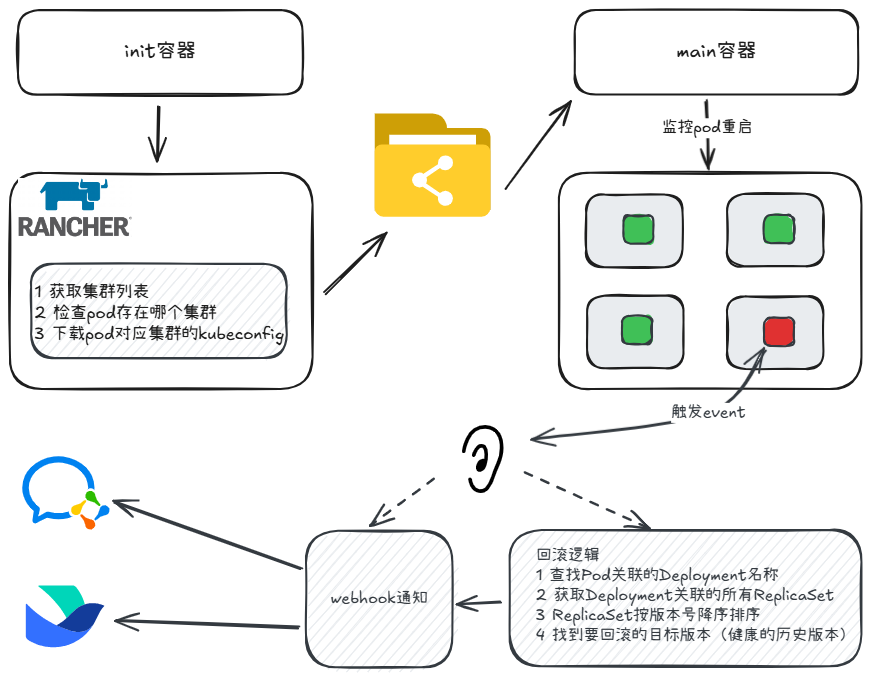 init容器
main容器
监控pod重启
RANCHER
1 获取集群列表
2 检查pod存在哪个集群
3 下载pod对应集群的kubeconfig
触发event
webhook通知
回滚逻辑
1 查找Pod关联的Deployment名称
2 获取Deployment关联的所有ReplicaSet
3 ReplicaSet按版本号降序排序
4 找到要回滚的目标版本（健康的历史版本）